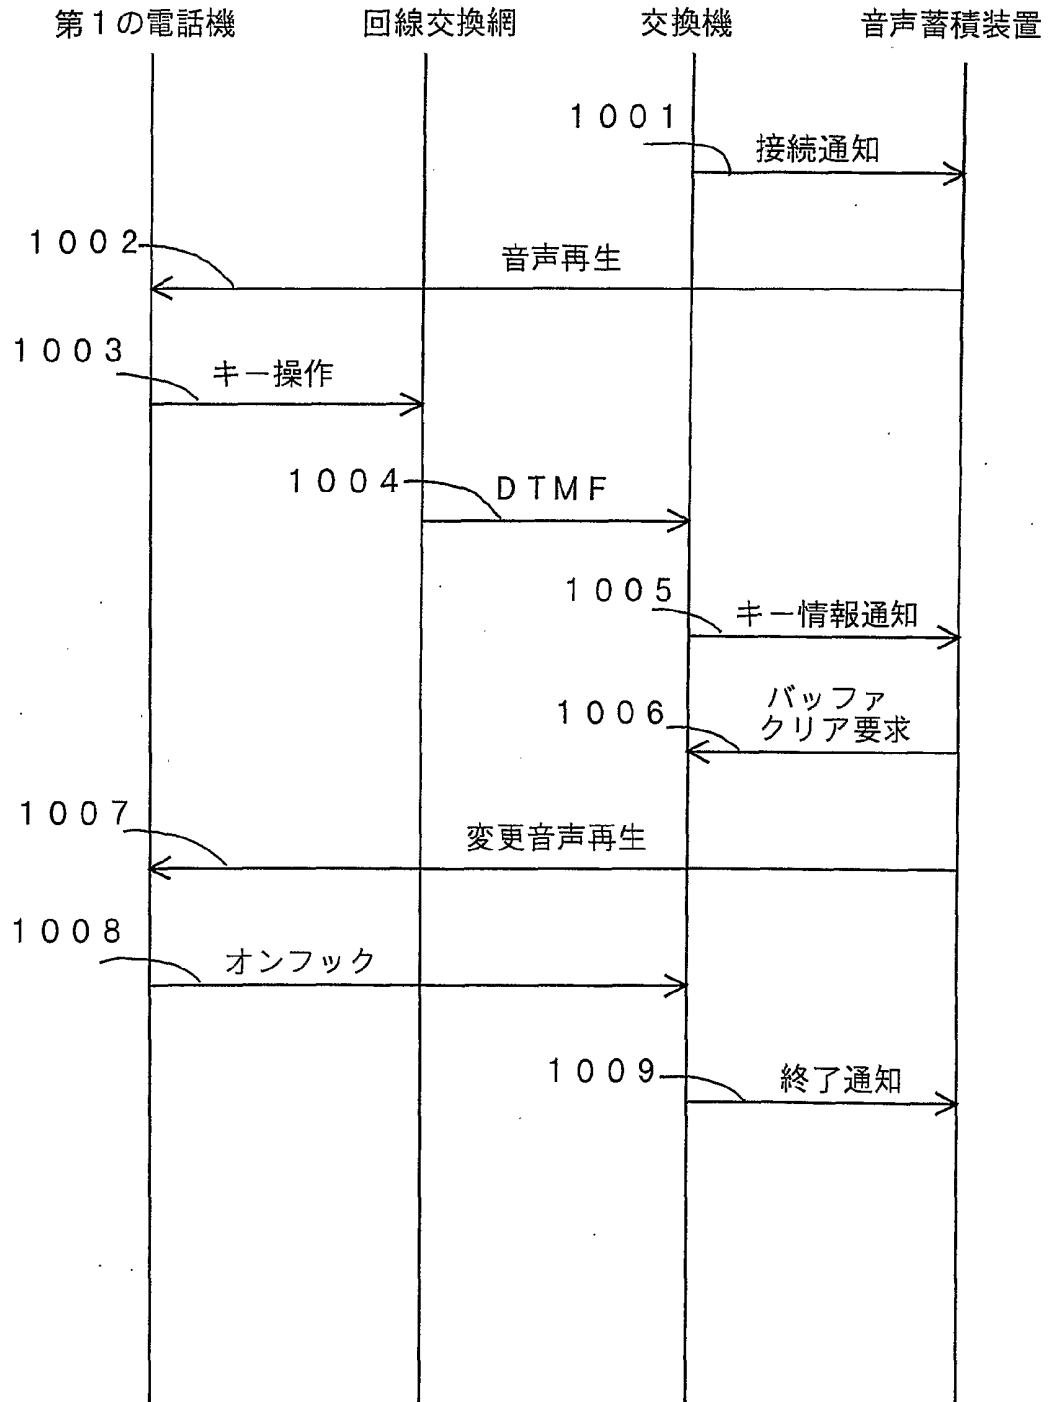 第１の電話機
回線交換網
交換機
音声蓄積装置
１００１
接続通知
１００２
音声再生
１００３
キー操作
１００４
ＤＴＭＦ
１００５
キー情報通知
１００６
バッファ
クリア要求
１００７
変更音声再生
１００８
オンフック
１００９
終了通知